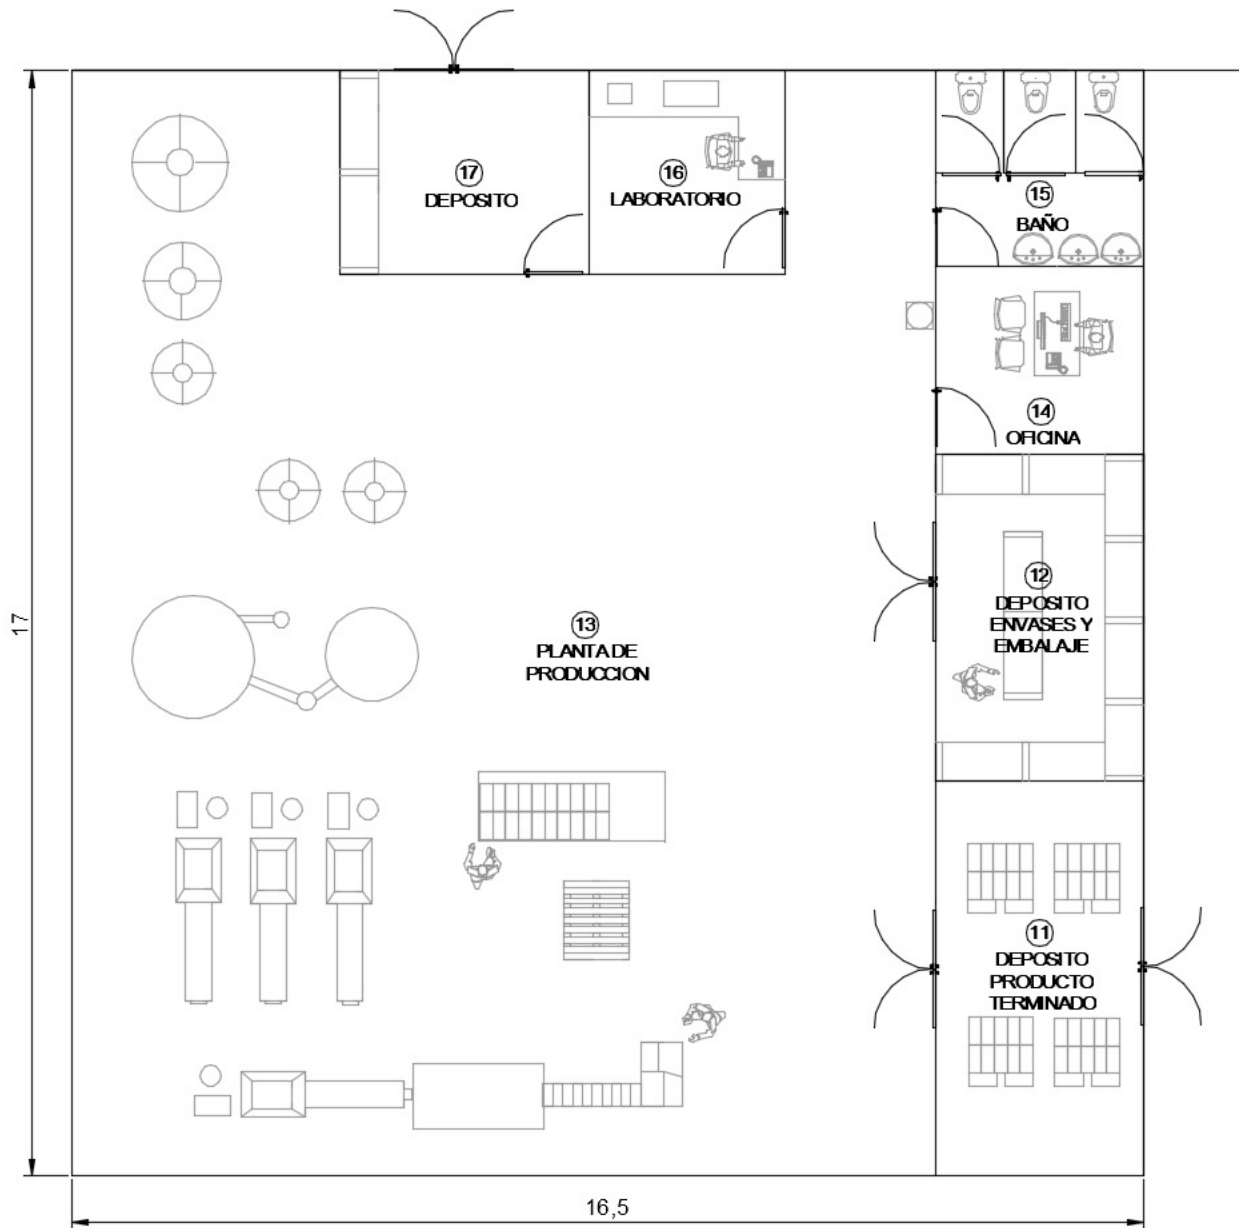 17
DEPOSITO
16
LABORATORIO
15
BAÑO
14
OFICINA
12
DEPOSITO
ENVASES Y
EMBALAJE
13
PLANTA DE
PRODUCCION
11
DEPOSITO
PRODUCTO
TERMINADO
17
16,5